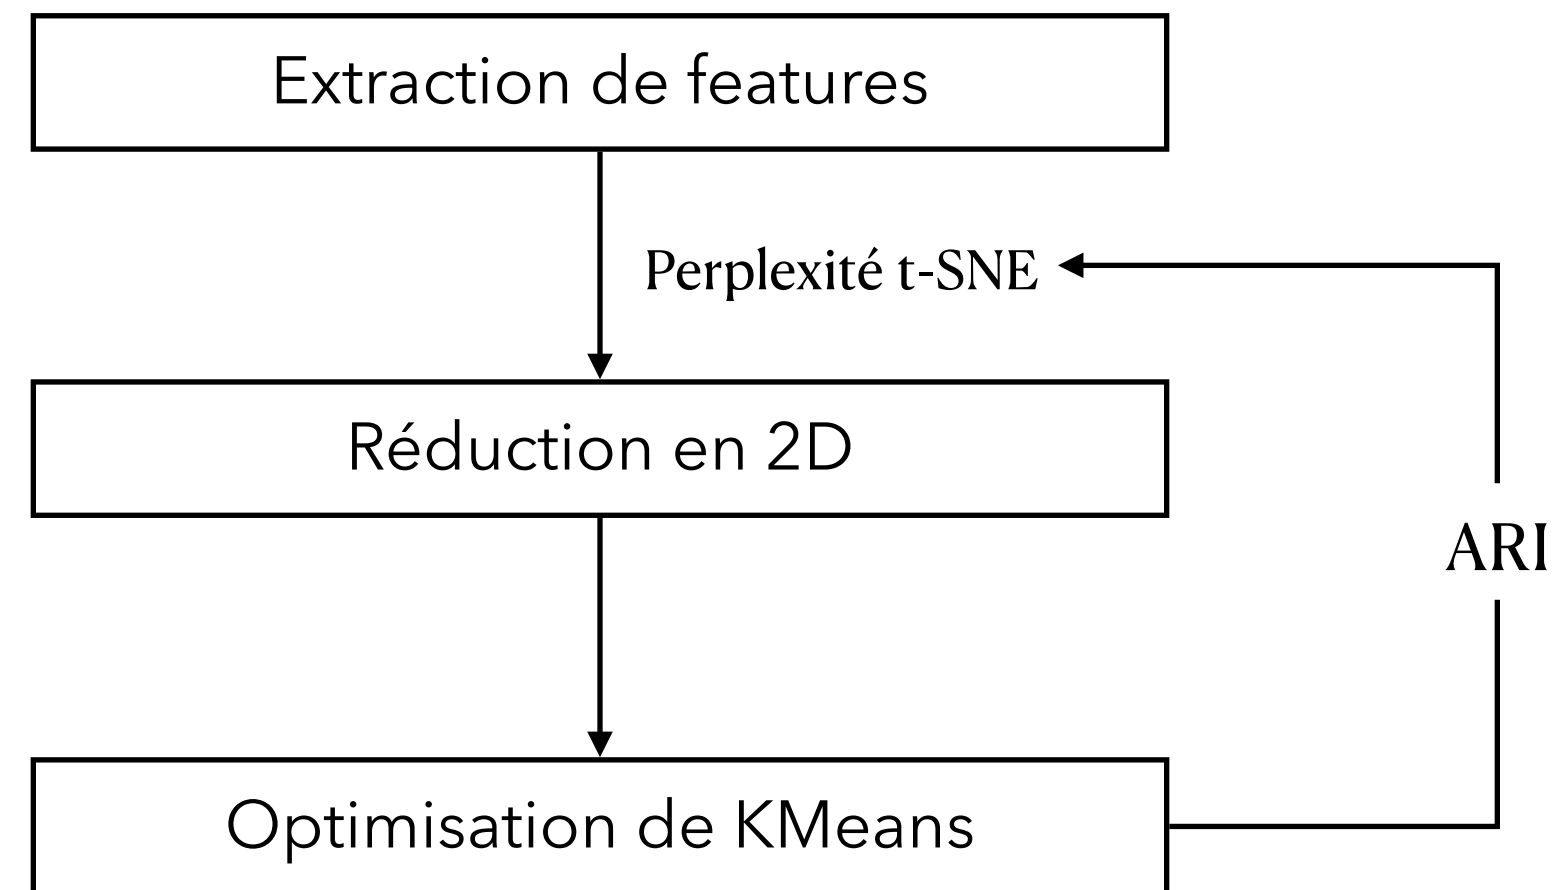 Extraction de features
Perplexité t-SNE
Réduction en 2D
ARI
Optimisation de KMeans